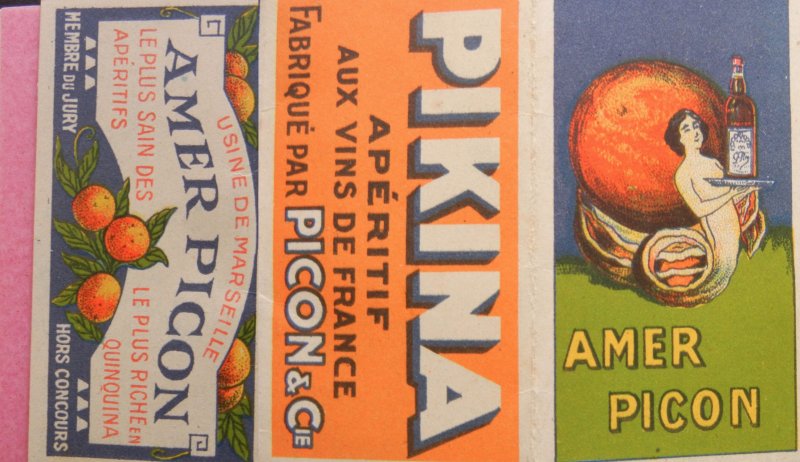 USINE DE MARSEILLE
AMER PICON
LE PLUS SAIN DES
APÉRITIFS
LE PLUS RICHE EN
QUINQUINA
MEMBRE DU JURY
HORS CONCOURS
PIKINA
APÉRITIF
AUX VINS DE FRANCE
FABRIQUÉ PAR PICON & CIE
AMER
PICON